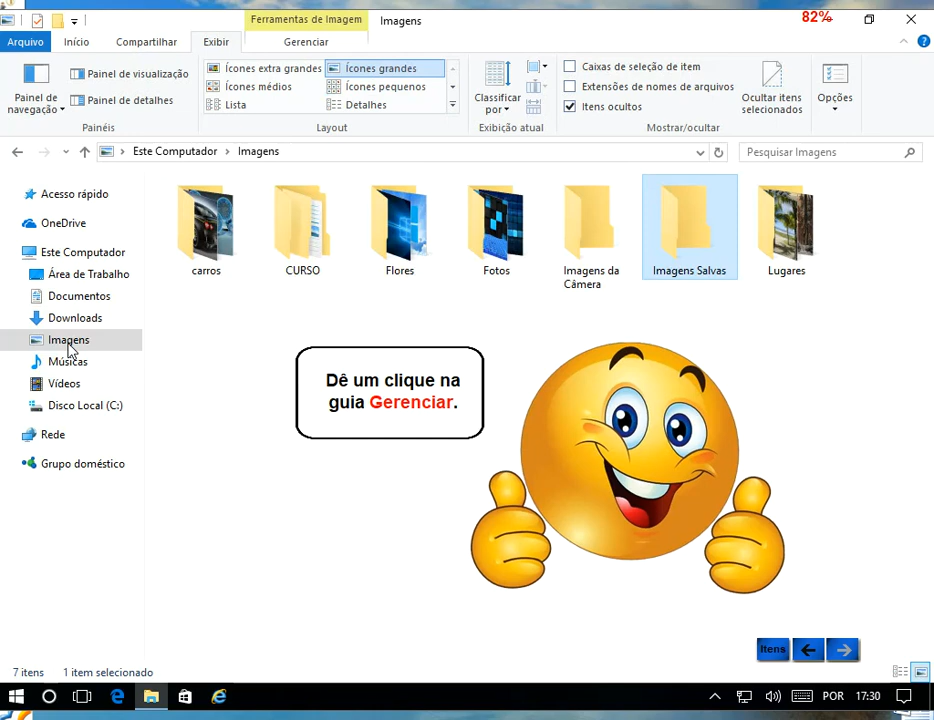 Ferramentas de Imagem Imagens 82%
Arquivo Início Compartilhar Exibir Gerenciar
Painel de navegação
Painel de visualização
Painel de detalhes
Painéis
Ícones extra grandes Ícones grandes
Ícones médios Ícones pequenos
Lista Detalhes
Layout
Classificar por
Exibição atual
Caixas de seleção de item
Extensões de nomes de arquivos
Itens ocultos
Ocultar itens selecionados
Mostrar/ocultar
Opções
Este Computador Imagens
Pesquisar Imagens
Acesso rápido
OneDrive
Este Computador
Área de Trabalho
Documentos
Downloads
Imagens
Músicas
Vídeos
Disco Local (C:)
Rede
Grupo doméstico
carros
CURSO
Flores
Fotos
Imagens da Câmera
Imagens Salvas
Lugares
Dê um clique na
guia Gerenciar.
Itens
7 itens 1 item selecionado
POR 17:30